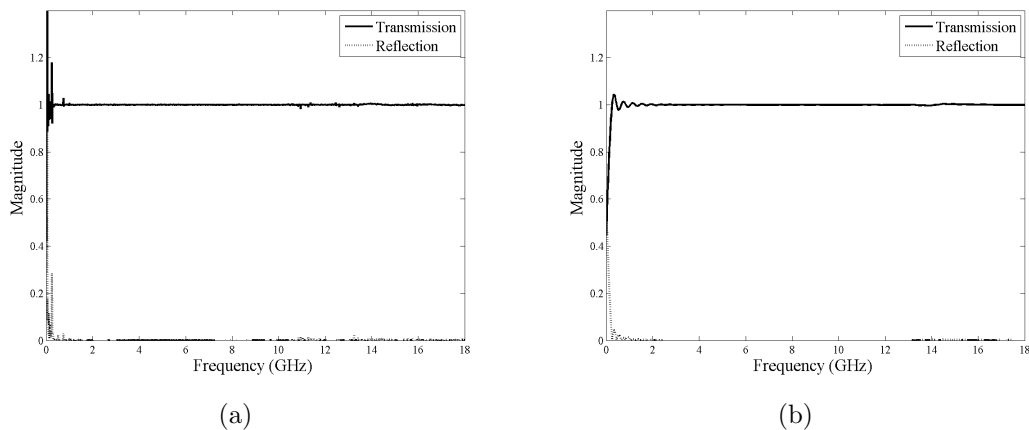 Transmission
Reflection
1.2
1
0.8
0.6
0.4
0.2
0
Magnitude
0 2 4 6 8 10 12 14 16 18
Frequency (GHz)
(a)
Transmission
Reflection
1.2
1
0.8
0.6
0.4
0.2
0
Magnitude
0 2 4 6 8 10 12 14 16 18
Frequency (GHz)
(b)